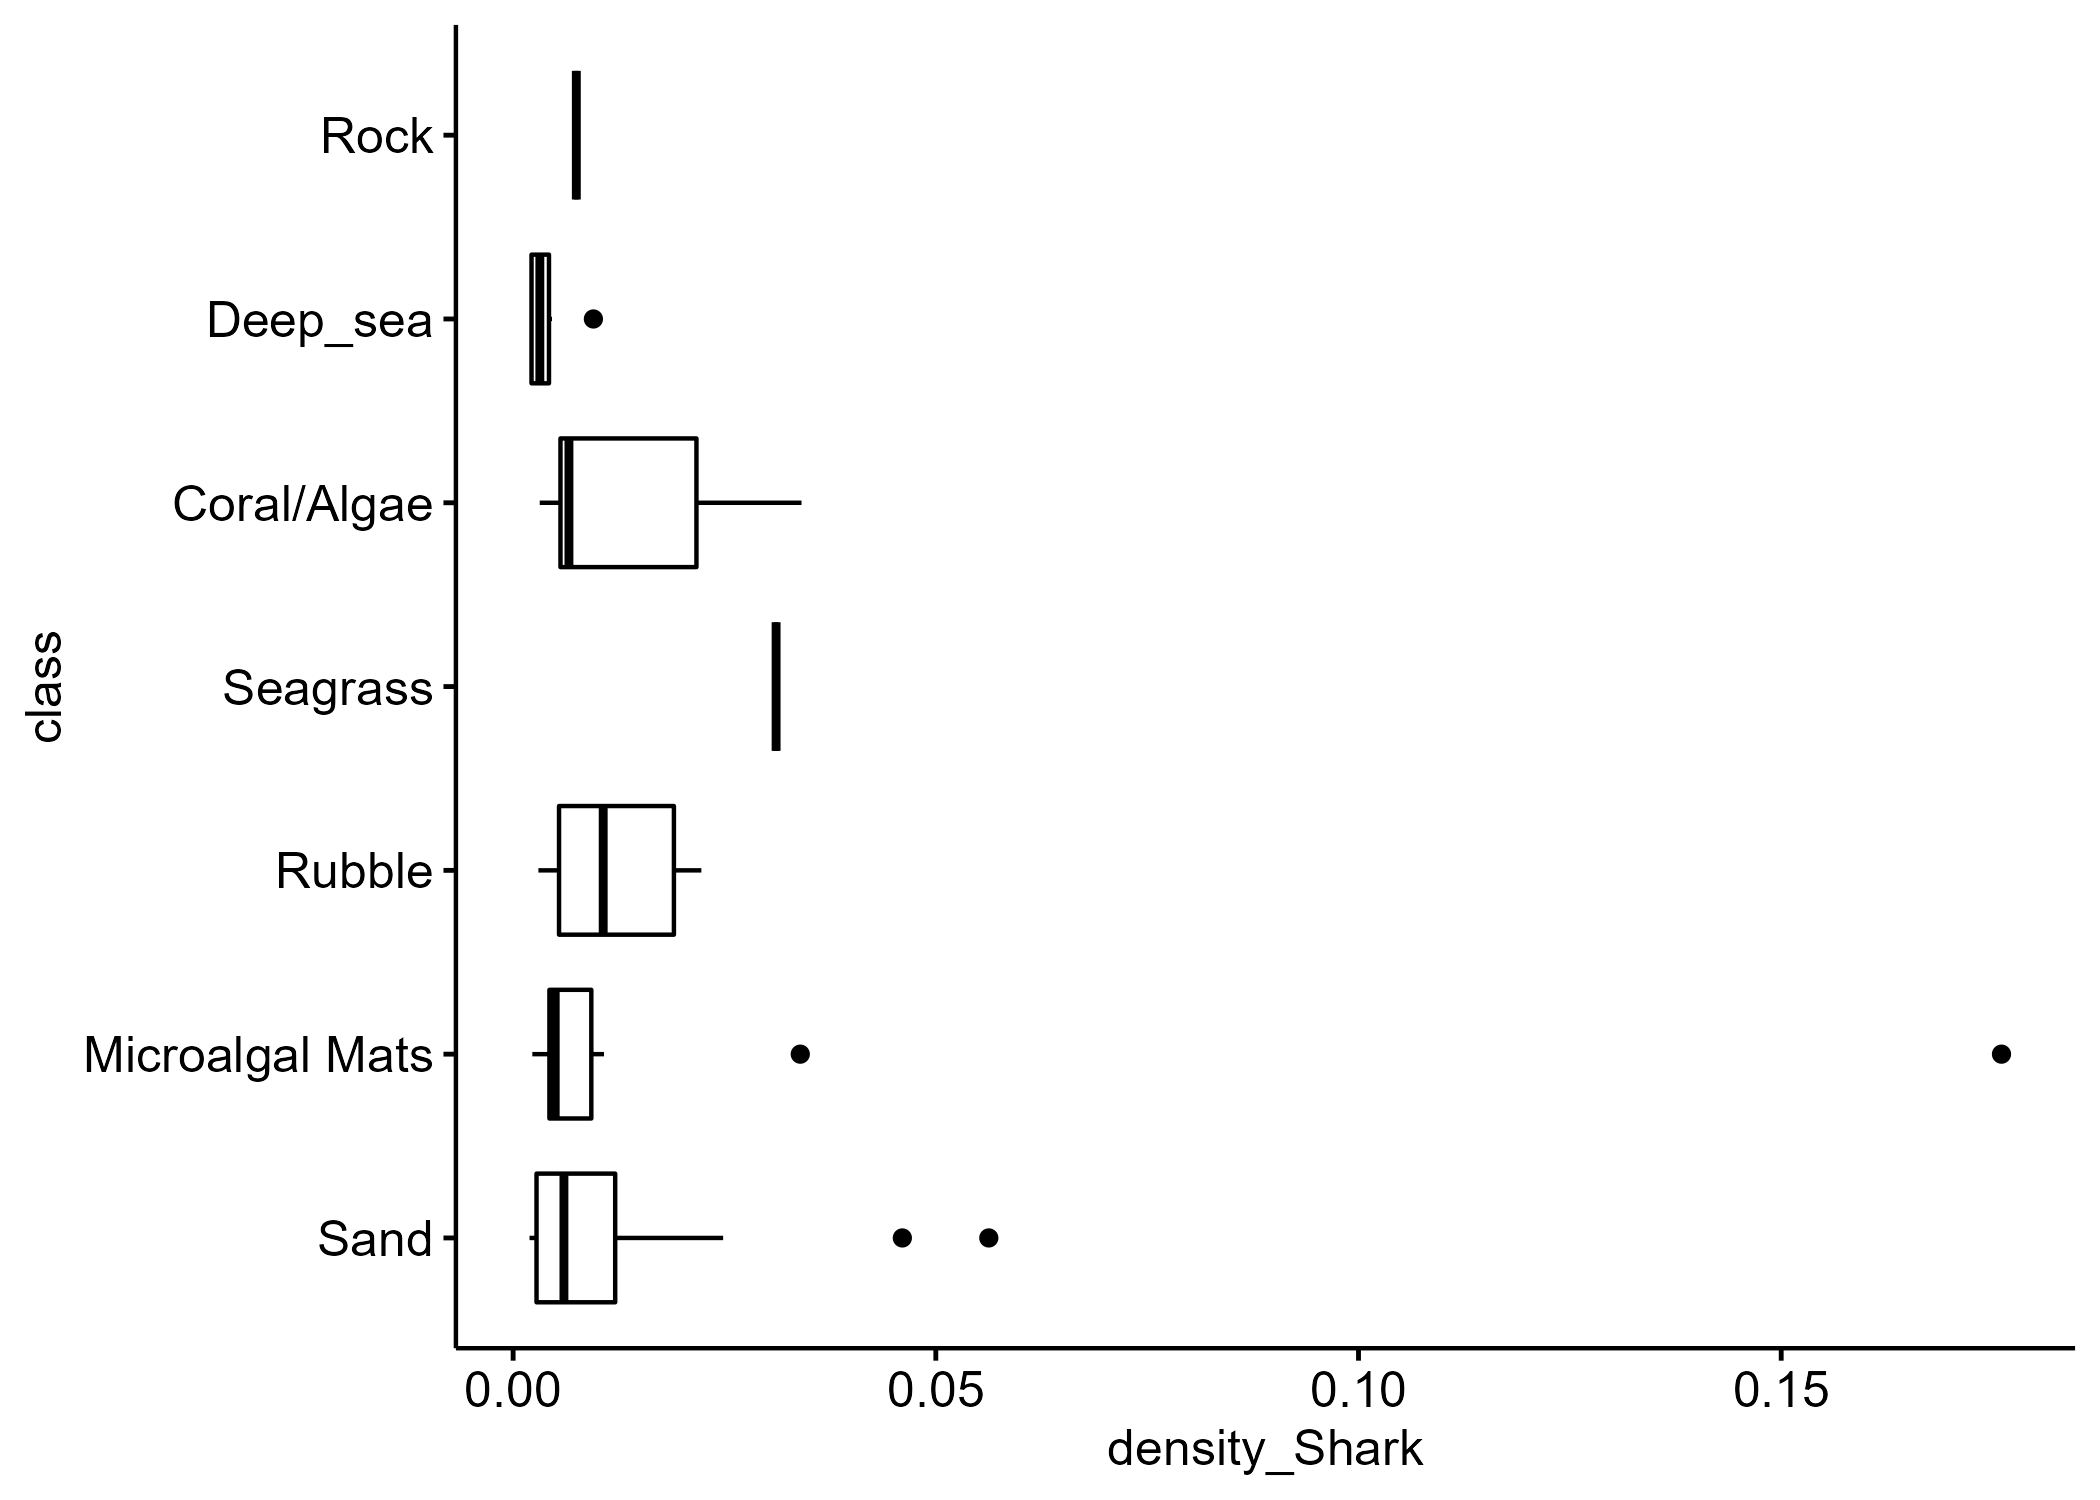 class
Rock
Deep_sea
Coral/Algae
Seagrass
Rubble
Microalgal Mats
Sand
0.00 0.05 0.10 0.15
density_Shark